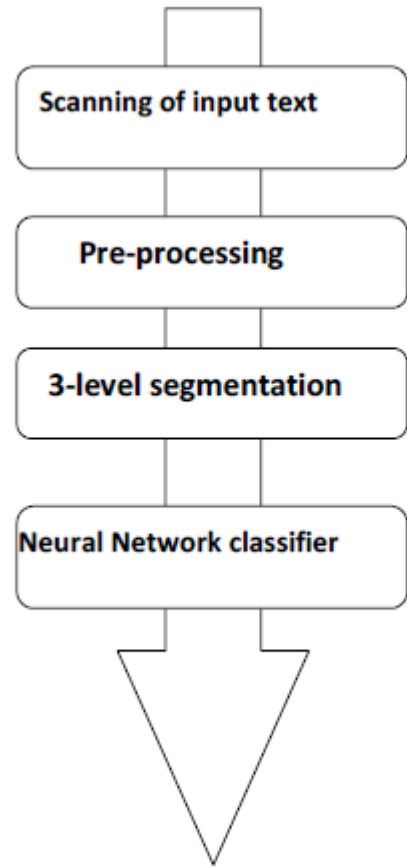 Scanning of input text
Pre-processing
3-level segmentation
Neural Network classifier